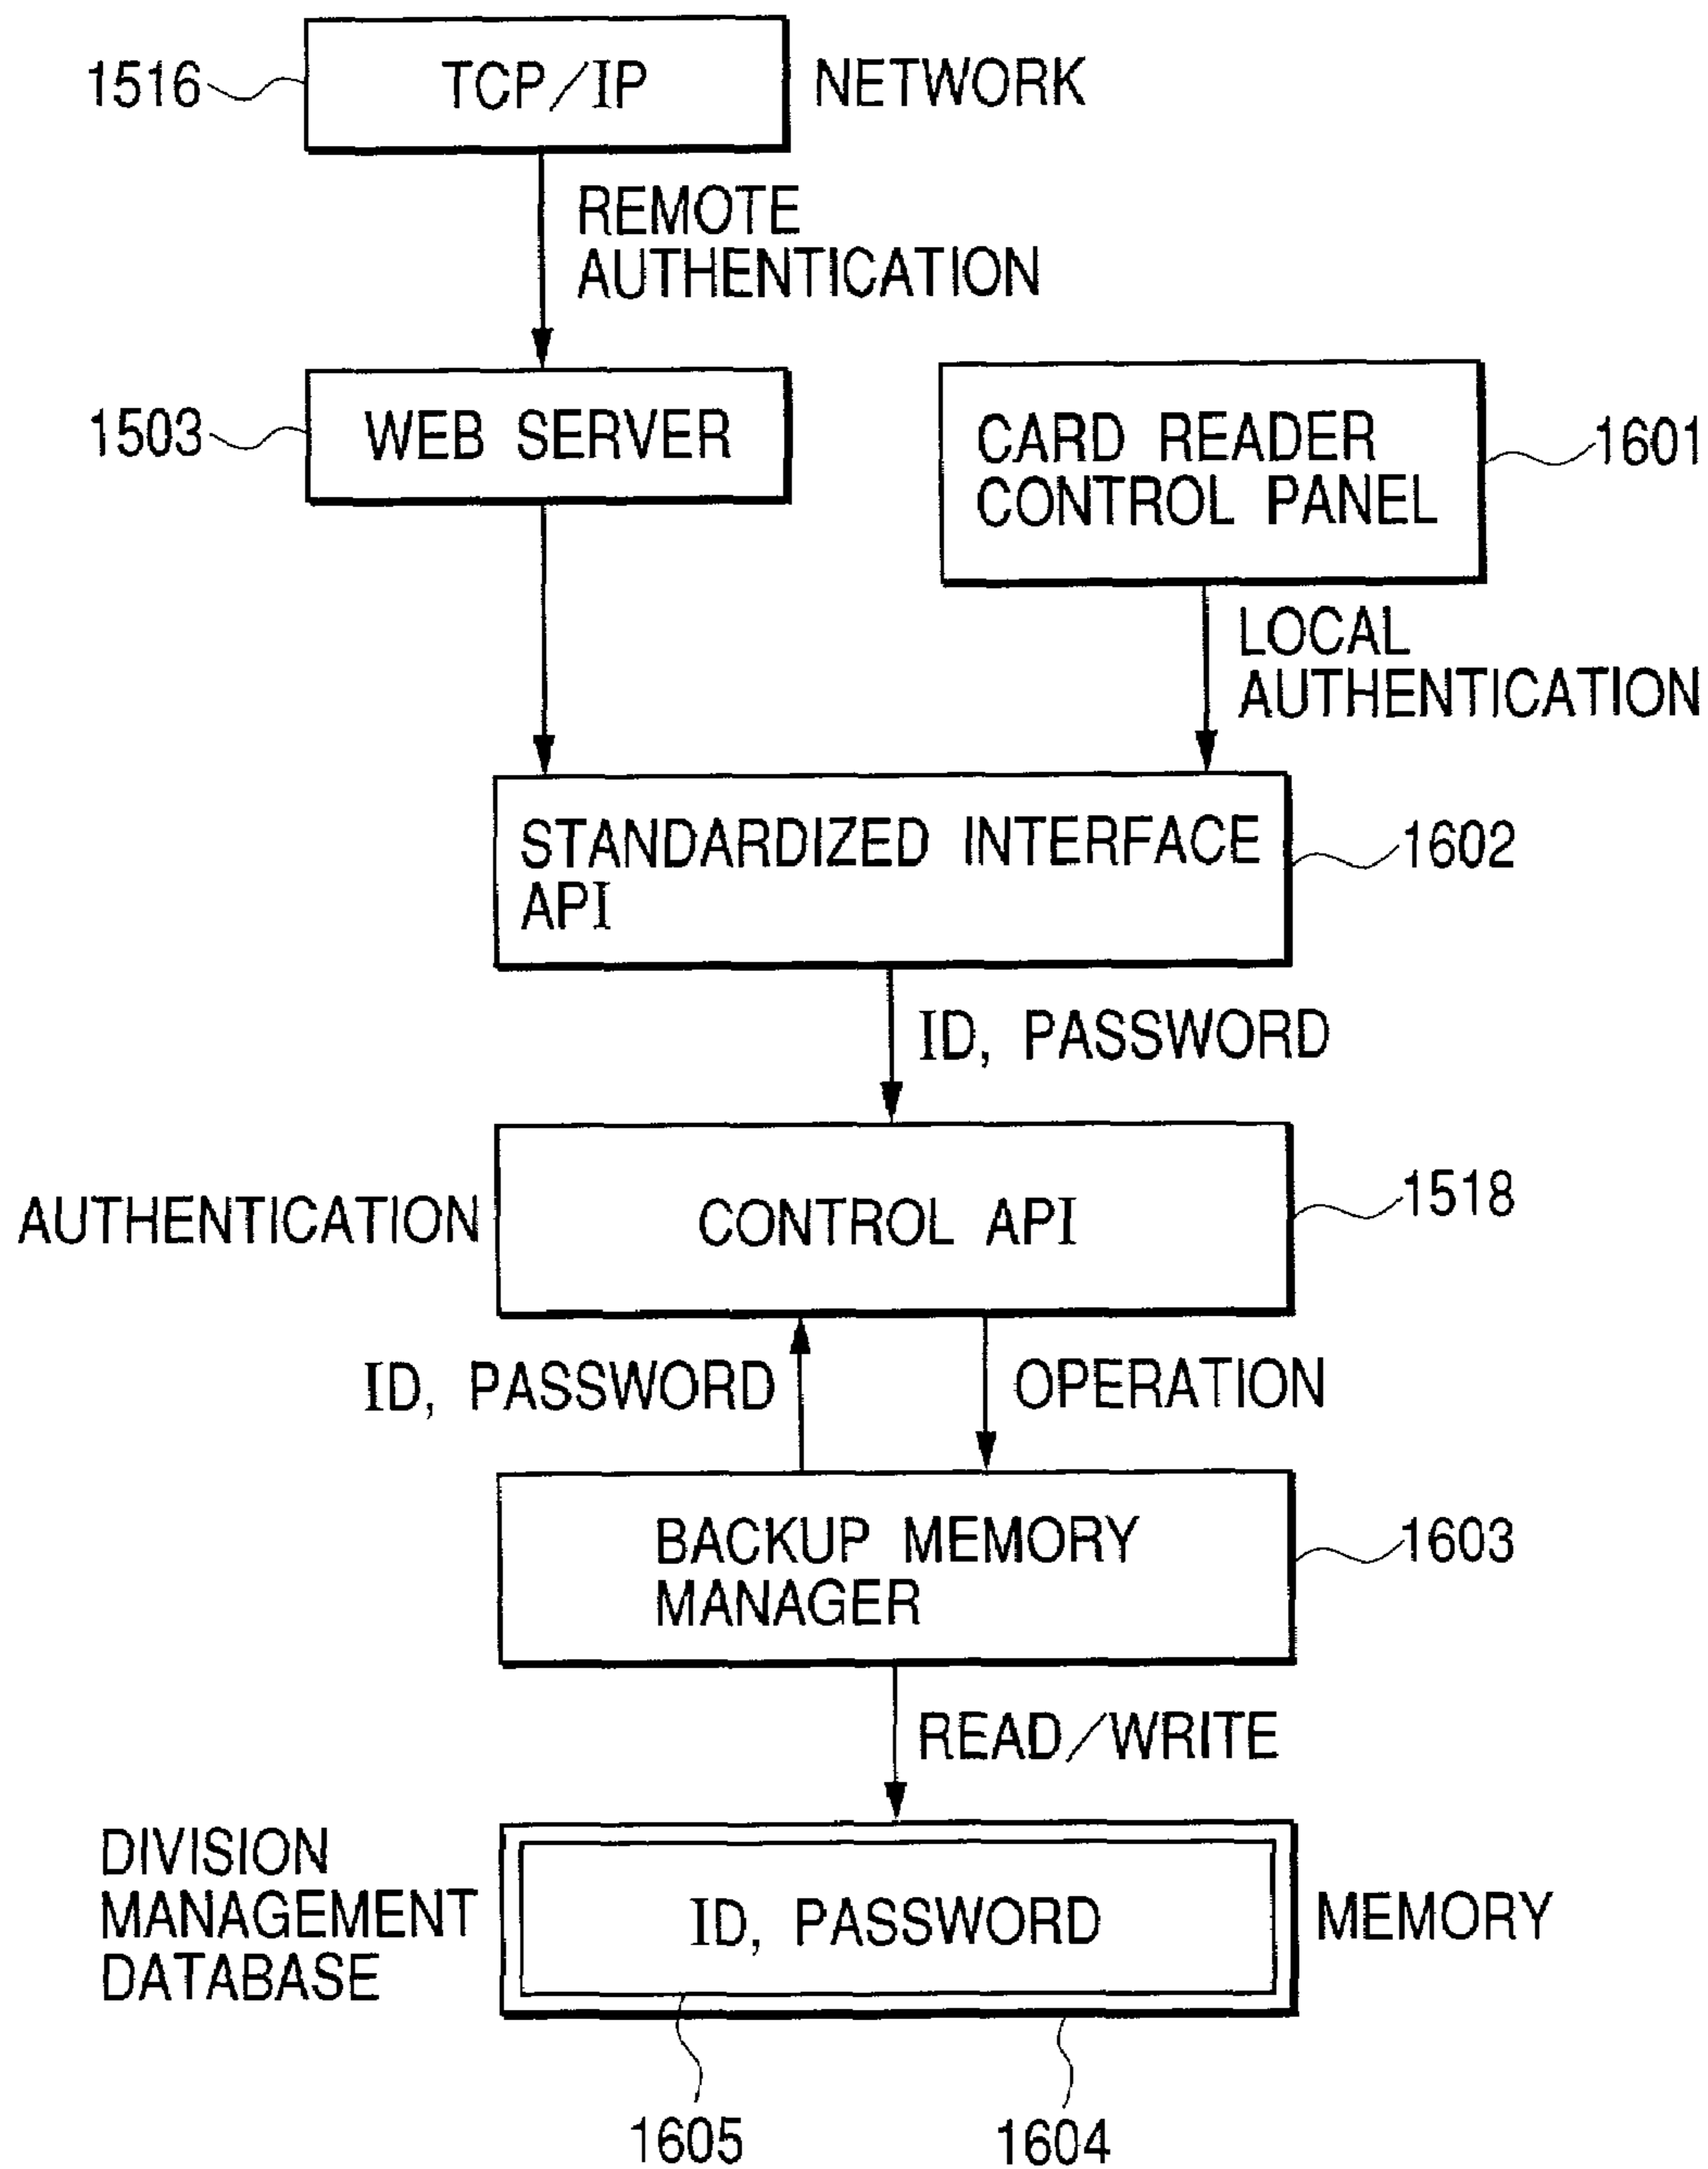 1516
TCP/IP
NETWORK
REMOTE
AUTHENTICATION
1503
WEB SERVER
CARD READER
CONTROL PANEL
1601
LOCAL
AUTHENTICATION
STANDARDIZED INTERFACE
API
1602
ID, PASSWORD
AUTHENTICATION
CONTROL API
1518
ID, PASSWORD
OPERATION
BACKUP MEMORY
MANAGER
1603
READ/WRITE
DIVISION
MANAGEMENT
DATABASE
ID, PASSWORD
MEMORY
1605
1604